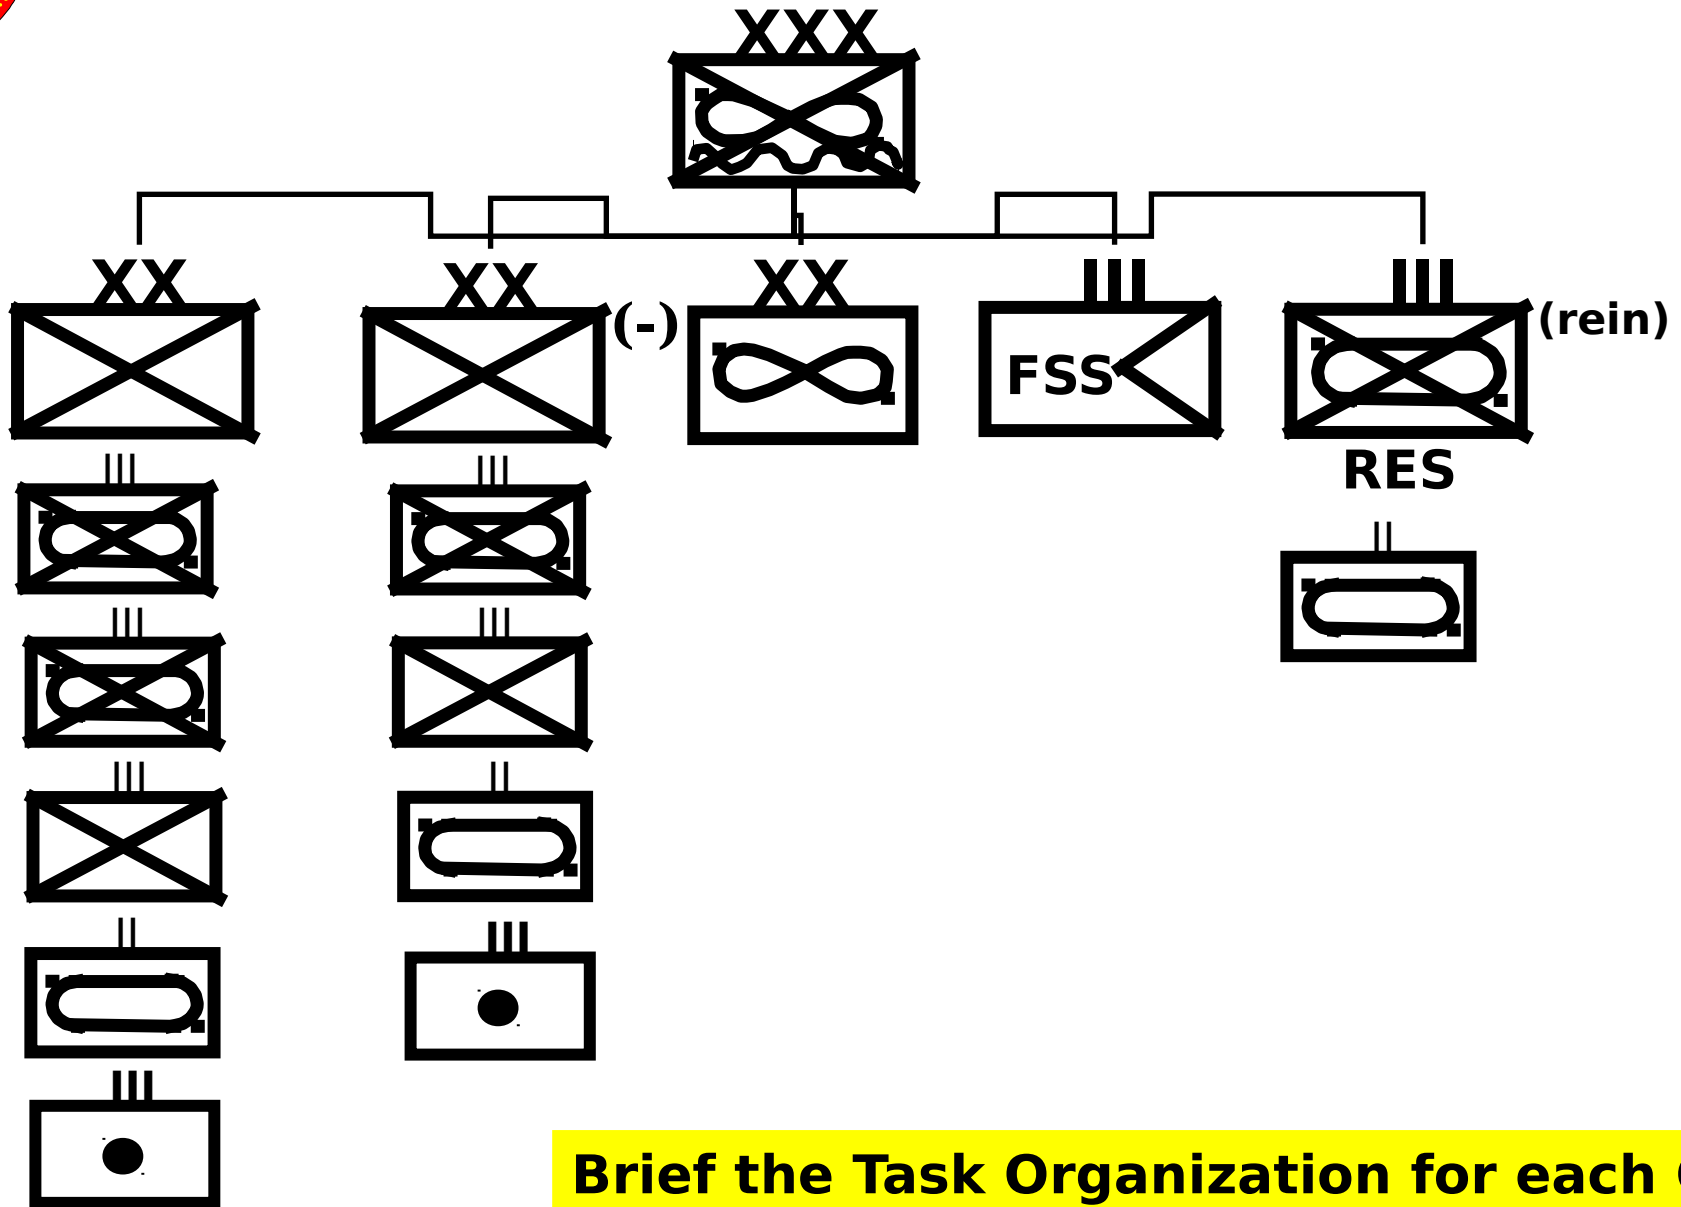 XXX
XX
XX
(-)
XX
III
FSS
III
(rein)
RES
III
III
II
III
III
III
II
II
III
III
Brief the Task Organization for each